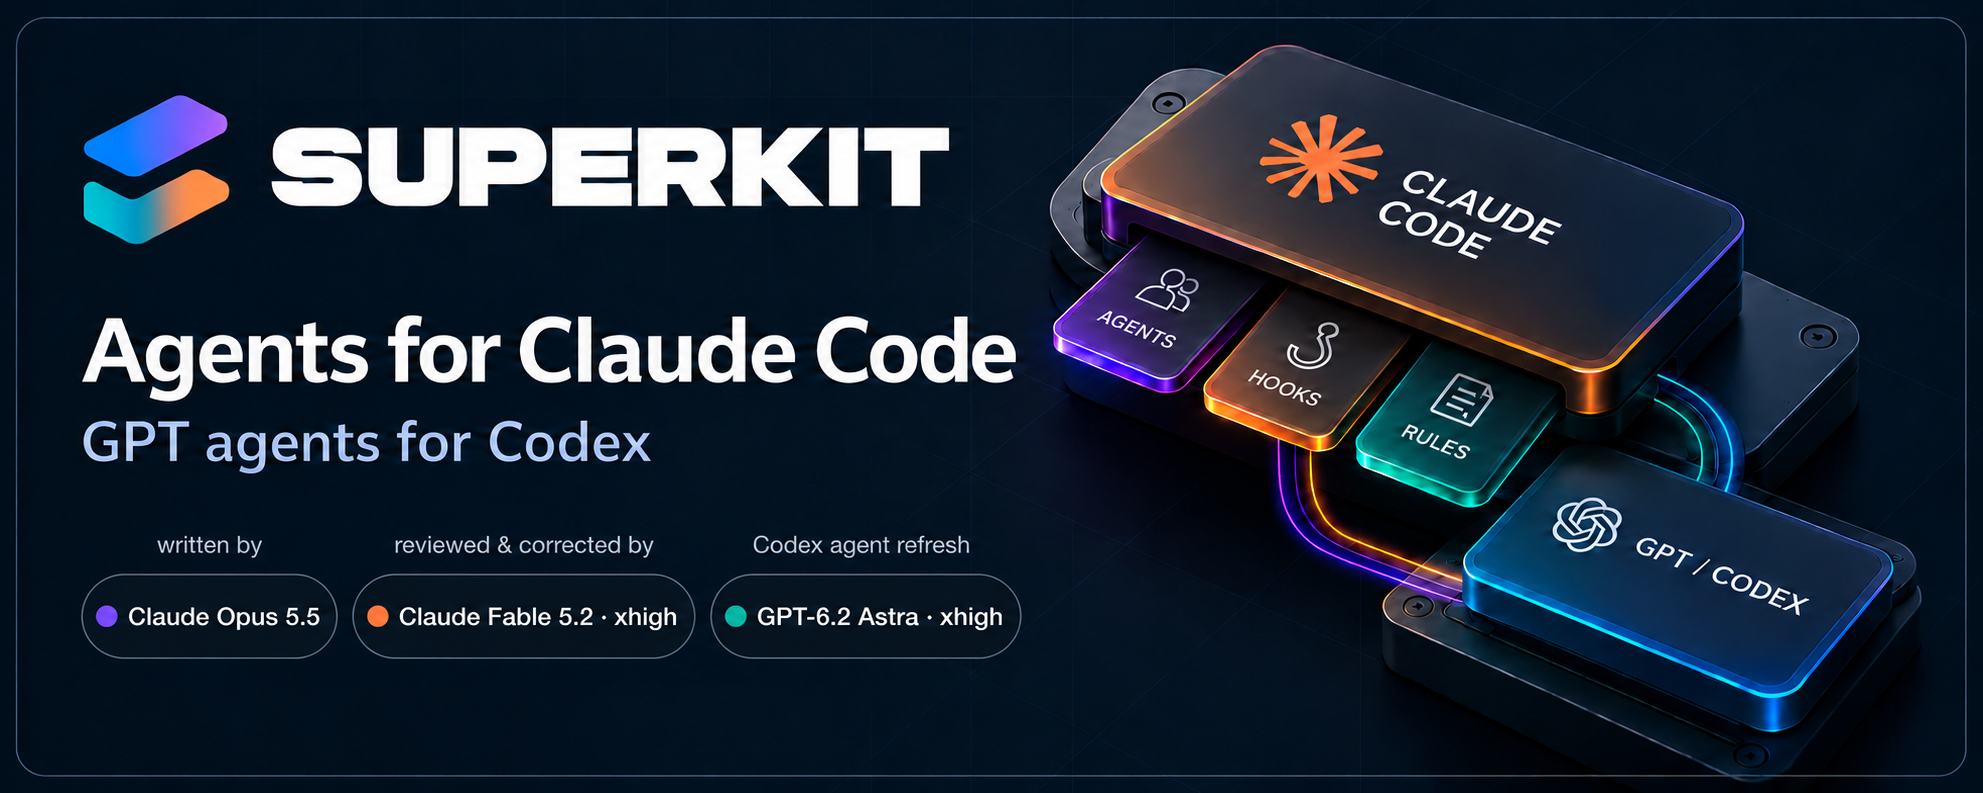 SUPERKIT
Agents for Claude Code
GPT agents for Codex
written by
Claude Opus 5.5
reviewed & corrected by
Claude Fable 5.2 · xhigh
Codex agent refresh
GPT-6.2 Astra · xhigh
CLAUDE
CODE
AGENTS
HOOKS
RULES
GPT / CODEX